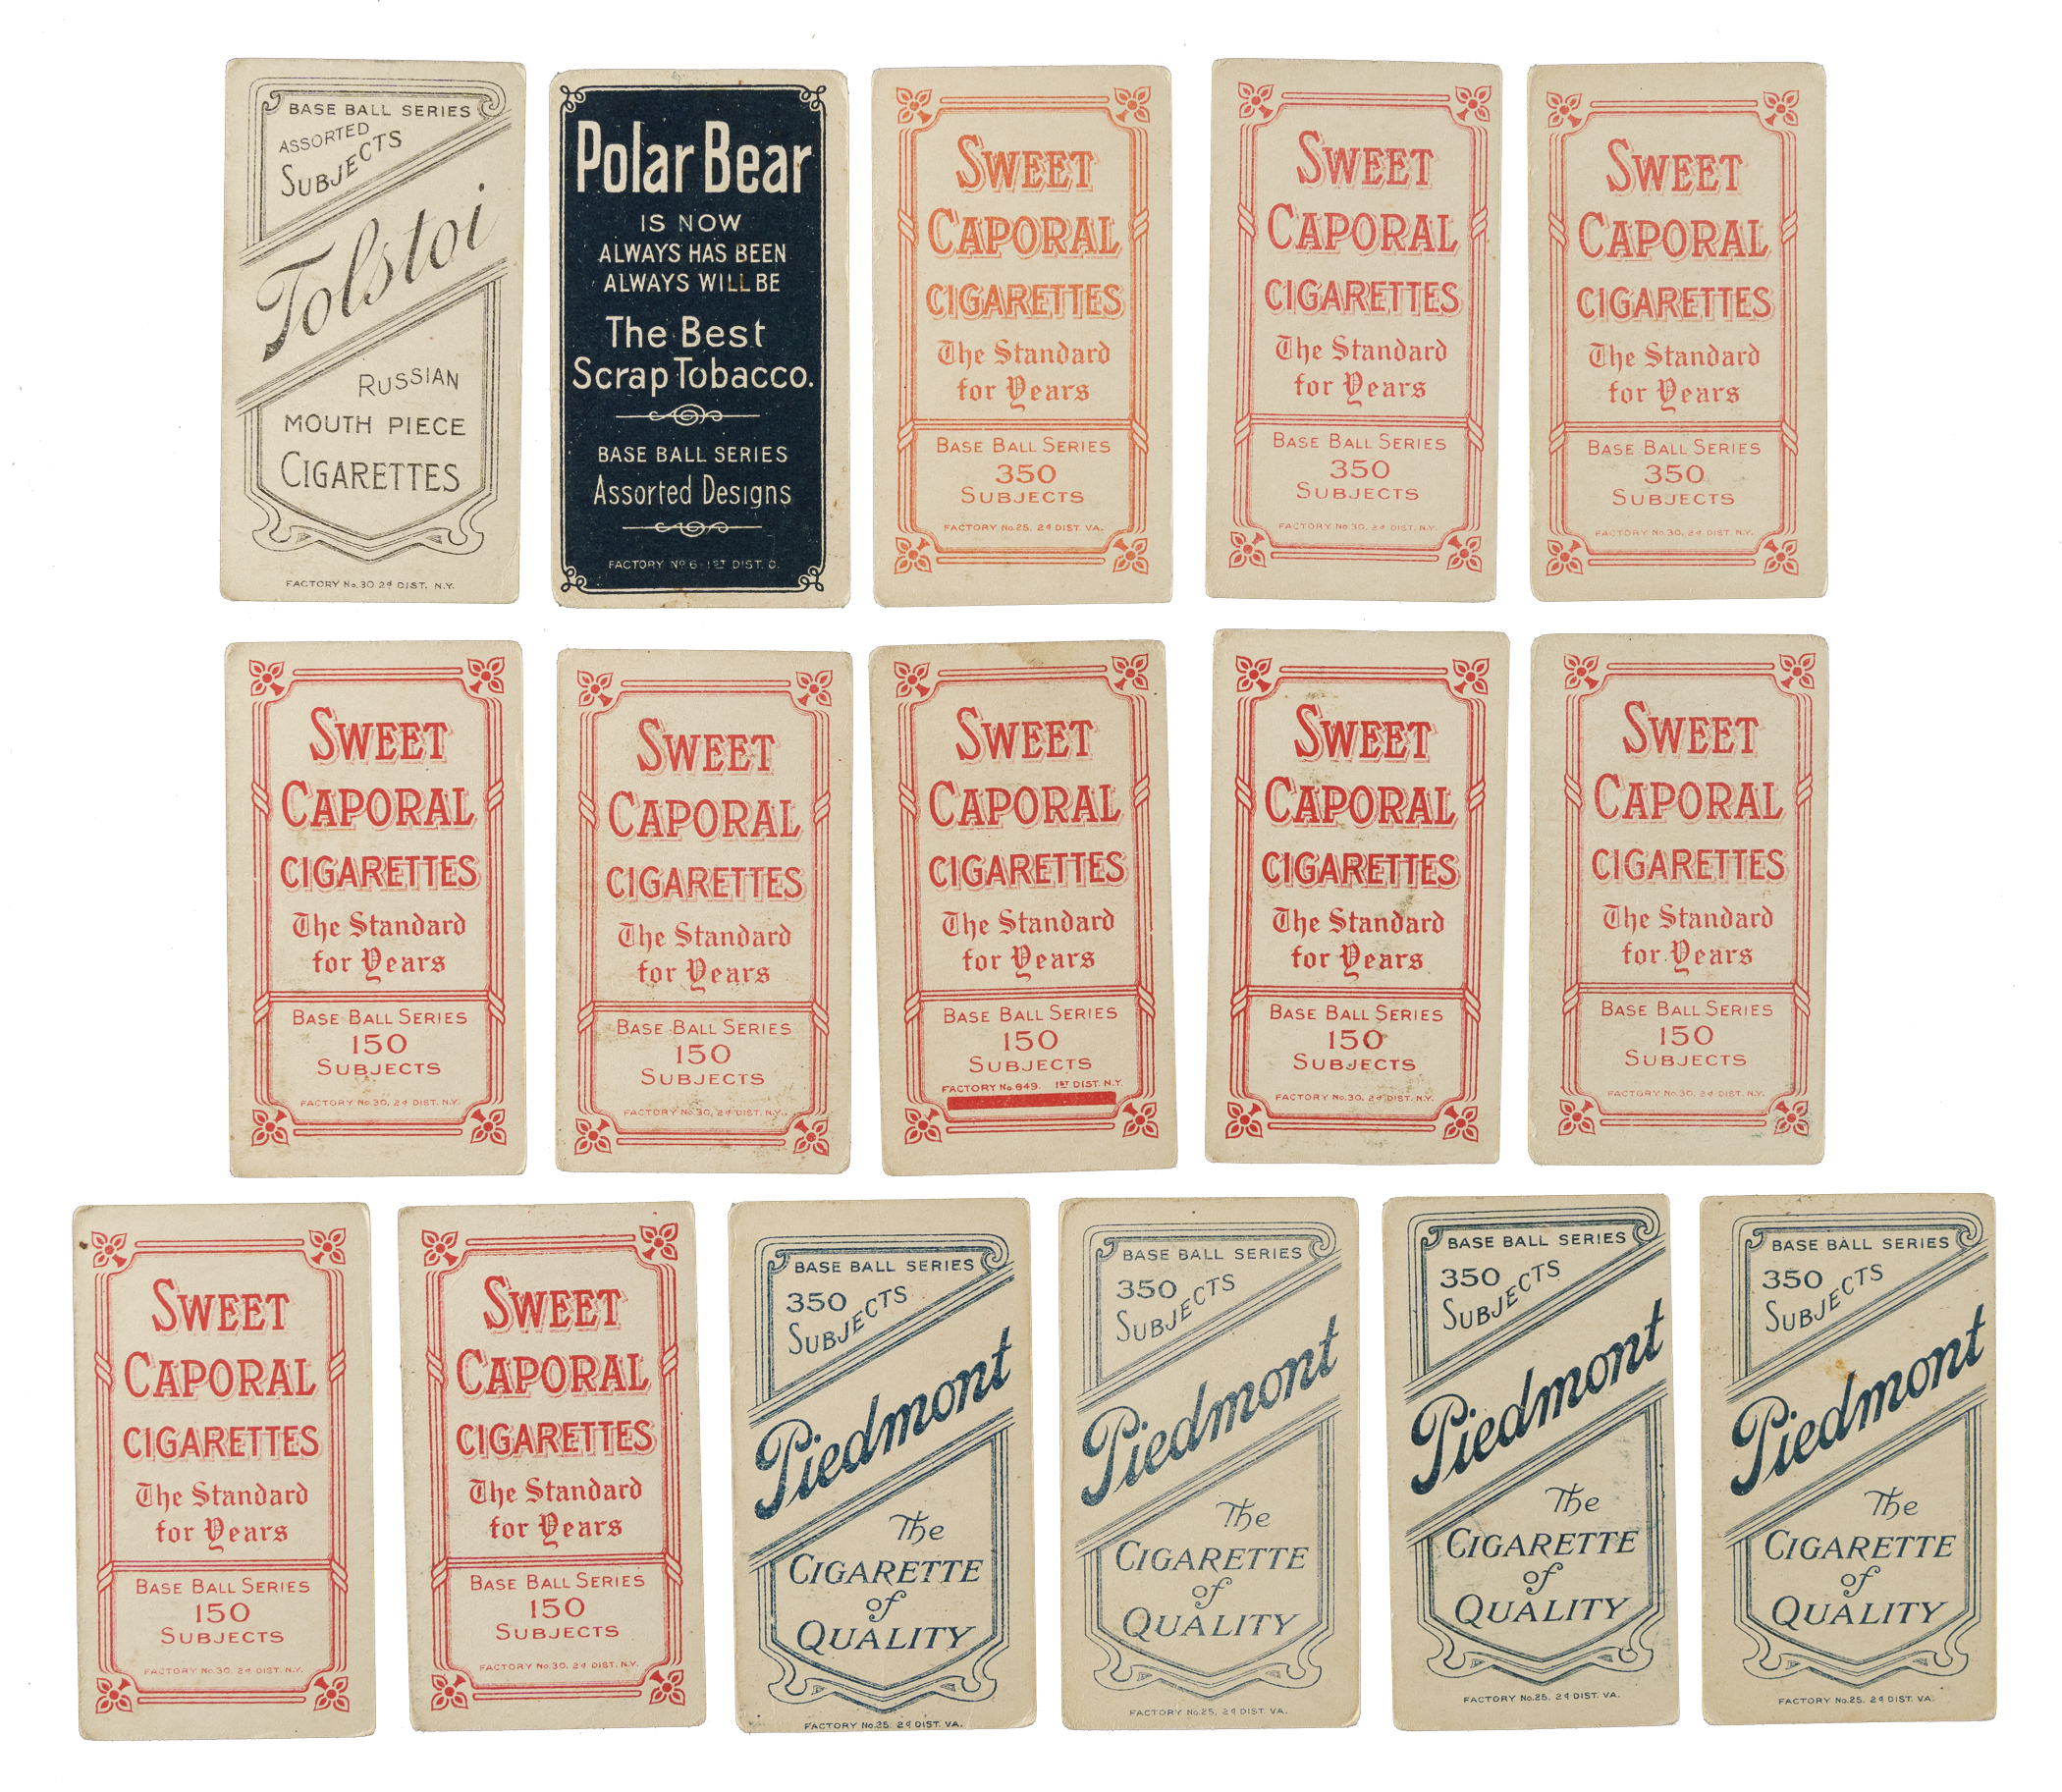 BASE BALL SERIES
ASSORTED
SUBJECTS
Tolstoi
RUSSIAN
MOUTH PIECE
CIGARETTES
FACTORY No. 30 2d DIST. N.Y.
Polar Bear
IS NOW
ALWAYS HAS BEEN
ALWAYS WILL BE
The Best
Scrap Tobacco.
BASE BALL SERIES
Assorted Designs
FACTORY No 6 - 1ST DIST. O.
SWEET
CAPORAL
CIGARETTES
The Standard
for Years
BASE BALL SERIES
350
SUBJECTS
FACTORY No. 25, 2d DIST. VA.
SWEET
CAPORAL
CIGARETTES
The Standard
for Years
BASE BALL SERIES
350
SUBJECTS
FACTORY No. 30, 2d DIST. N.Y.
SWEET
CAPORAL
CIGARETTES
The Standard
for Years
BASE BALL SERIES
350
SUBJECTS
FACTORY No. 30, 2d DIST. N.Y.
SWEET
CAPORAL
CIGARETTES
The Standard
for Years
BASE BALL SERIES
150
SUBJECTS
FACTORY No. 30, 2d DIST. N.Y.
SWEET
CAPORAL
CIGARETTES
The Standard
for Years
BASE BALL SERIES
150
SUBJECTS
FACTORY No. 30, 2d DIST. N.Y.
SWEET
CAPORAL
CIGARETTES
The Standard
for Years
BASE BALL SERIES
150
SUBJECTS
FACTORY No. 649. 1ST DIST. N.Y.
SWEET
CAPORAL
CIGARETTES
The Standard
for Years
BASE BALL SERIES
150
SUBJECTS
FACTORY No. 30, 2d DIST. N.Y.
SWEET
CAPORAL
CIGARETTES
The Standard
for Years
BASE BALL SERIES
150
SUBJECTS
FACTORY No. 30, 2d DIST. N.Y.
SWEET
CAPORAL
CIGARETTES
The Standard
for Years
BASE BALL SERIES
150
SUBJECTS
FACTORY No. 30, 2d DIST. N.Y.
SWEET
CAPORAL
CIGARETTES
The Standard
for Years
BASE BALL SERIES
150
SUBJECTS
FACTORY No. 30, 2d DIST. N.Y.
BASE BALL SERIES
350
SUBJECTS
Piedmont
The
CIGARETTE
of
QUALITY
FACTORY No. 25. 2d DIST. VA.
BASE BALL SERIES
350
SUBJECTS
Piedmont
The
CIGARETTE
of
QUALITY
FACTORY No. 25, 2d DIST. VA.
BASE BALL SERIES
350
SUBJECTS
Piedmont
The
CIGARETTE
of
QUALITY
FACTORY No. 25. 2d DIST. VA.
BASE BALL SERIES
350
SUBJECTS
Piedmont
The
CIGARETTE
of
QUALITY
FACTORY No. 25. 2d DIST. VA.